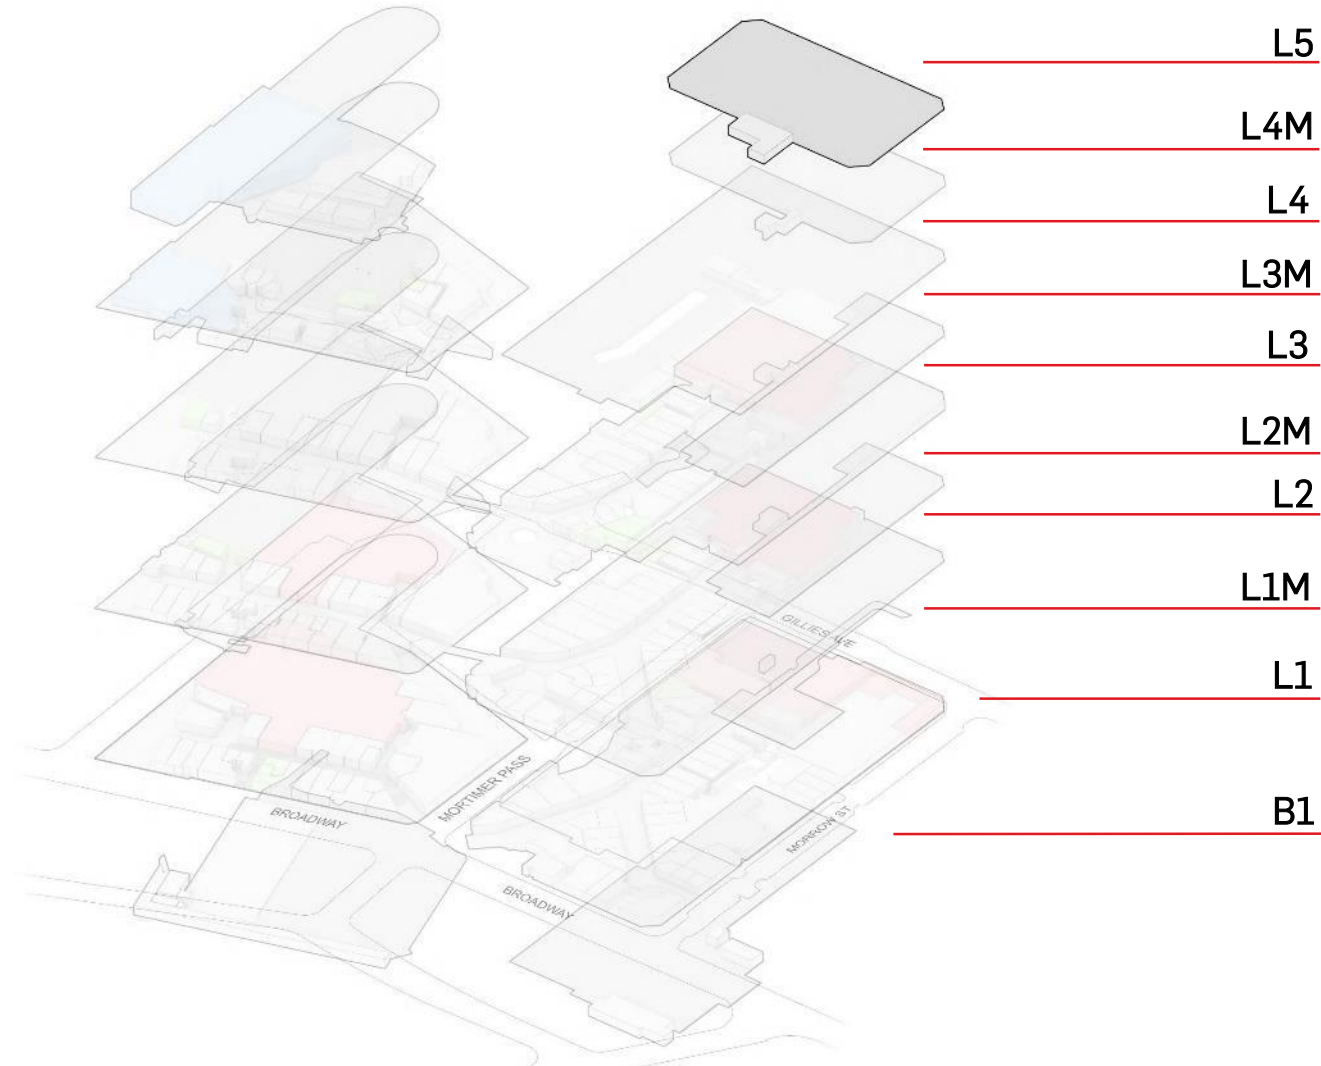 L5
L4M
L4
L3M
L3
L2M
L2
L1M
GILLIES AVE
L1
MORTIMER PASS
BROADWAY
MORROW ST
B1
BROADWAY